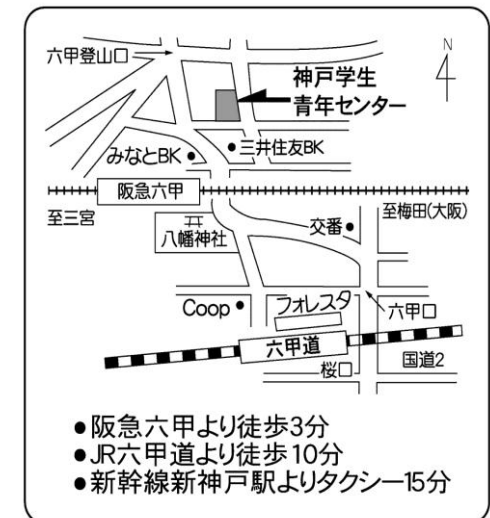 N
六甲登山口
神戸学生
青年センター
みなとBK
三井住友BK
阪急六甲
至三宮
至梅田(大阪)
八幡神社
交番
Coop
フォレスタ
六甲口
六甲道
桜口
国道2
●阪急六甲より徒歩3分
●JR六甲道より徒歩10分
●新幹線新神戸駅よりタクシー15分